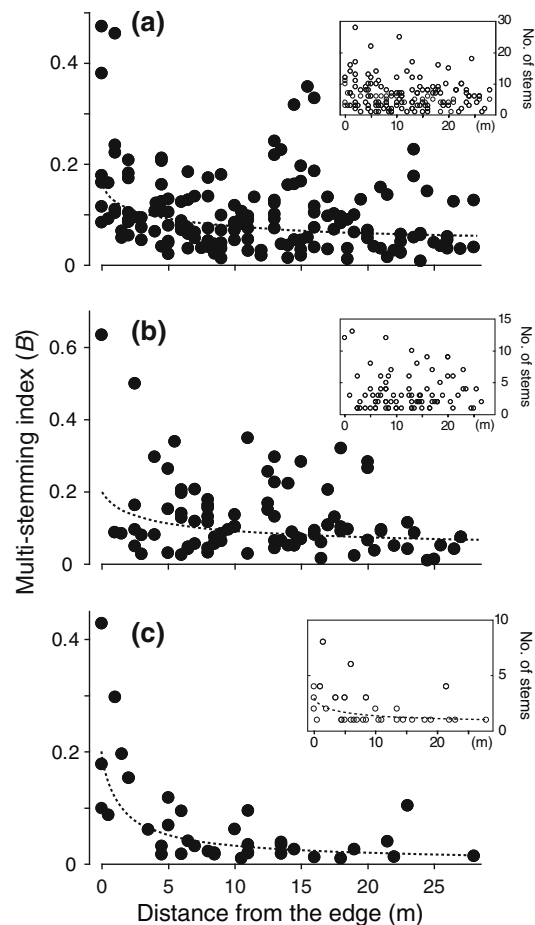 (a)
0.4
0.2
0
30
20
10
0
No. of stems
0 10 20 (m)
Multi-stemming index (B)
(b)
0.6
0.4
0.2
0
15
10
5
0
No. of stems
0 10 20 (m)
(c)
0.4
0.2
0
10
5
0
No. of stems
0 10 20 (m)
0 5 10 15 20 25
Distance from the edge (m)